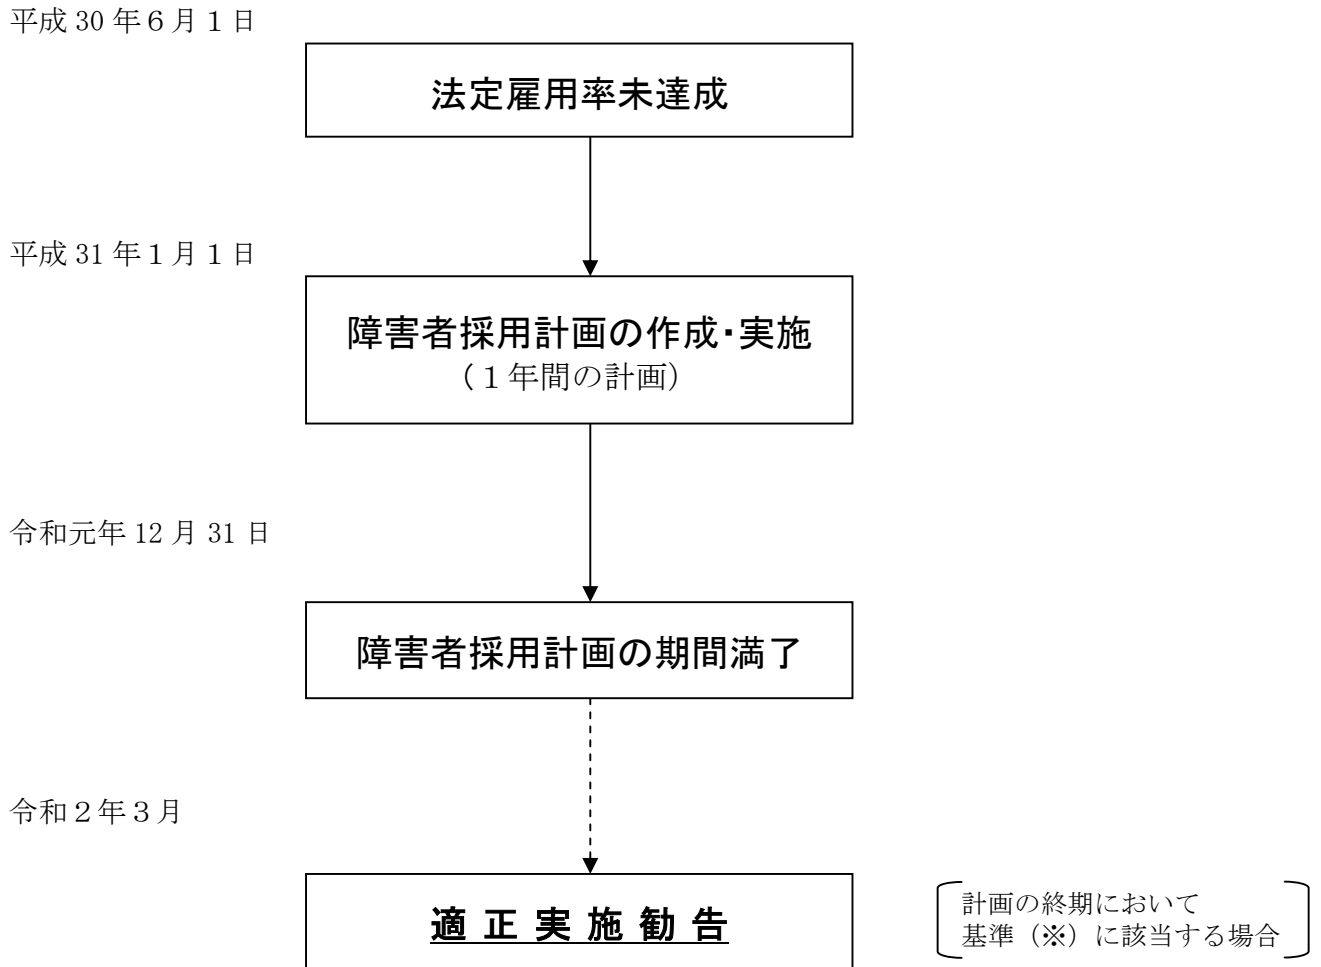 平成 30 年６月１日
法定雇用率未達成
平成 31 年１月１日
障害者採用計画の作成・実施
（１年間の計画）
令和元年 12 月 31 日
障害者採用計画の期間満了
令和２年３月
適 正 実 施 勧 告
計画の終期において
基準（※）に該当する場合